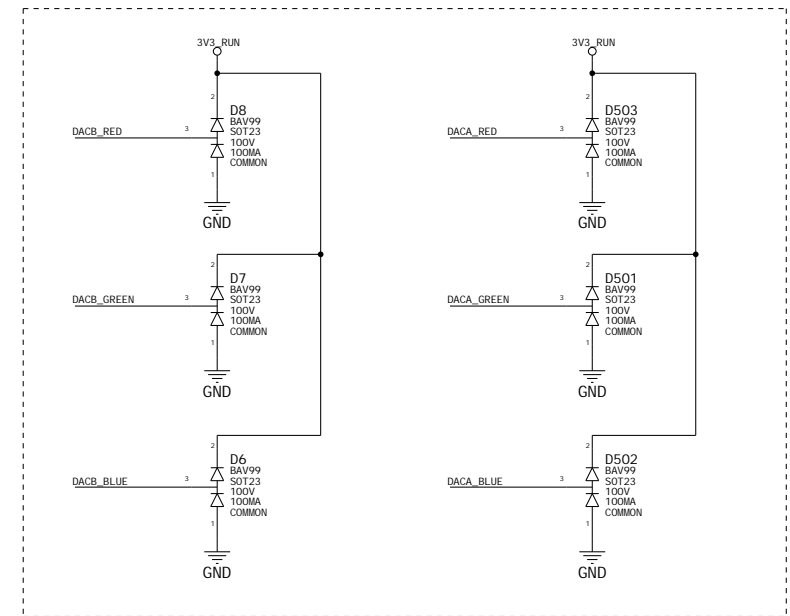 3V3_RUN
2
D8
BAV99
SOT23
100V
100MA
COMMON
DACB_RED
3
1
GND
2
D7
BAV99
SOT23
100V
100MA
COMMON
DACB_GREEN
3
1
GND
2
D6
BAV99
SOT23
100V
100MA
COMMON
DACB_BLUE
3
1
GND
3V3_RUN
2
D503
BAV99
SOT23
100V
100MA
COMMON
DACA_RED
3
1
GND
2
D501
BAV99
SOT23
100V
100MA
COMMON
DACA_GREEN
3
1
GND
2
D502
BAV99
SOT23
100V
100MA
COMMON
DACA_BLUE
3
1
GND